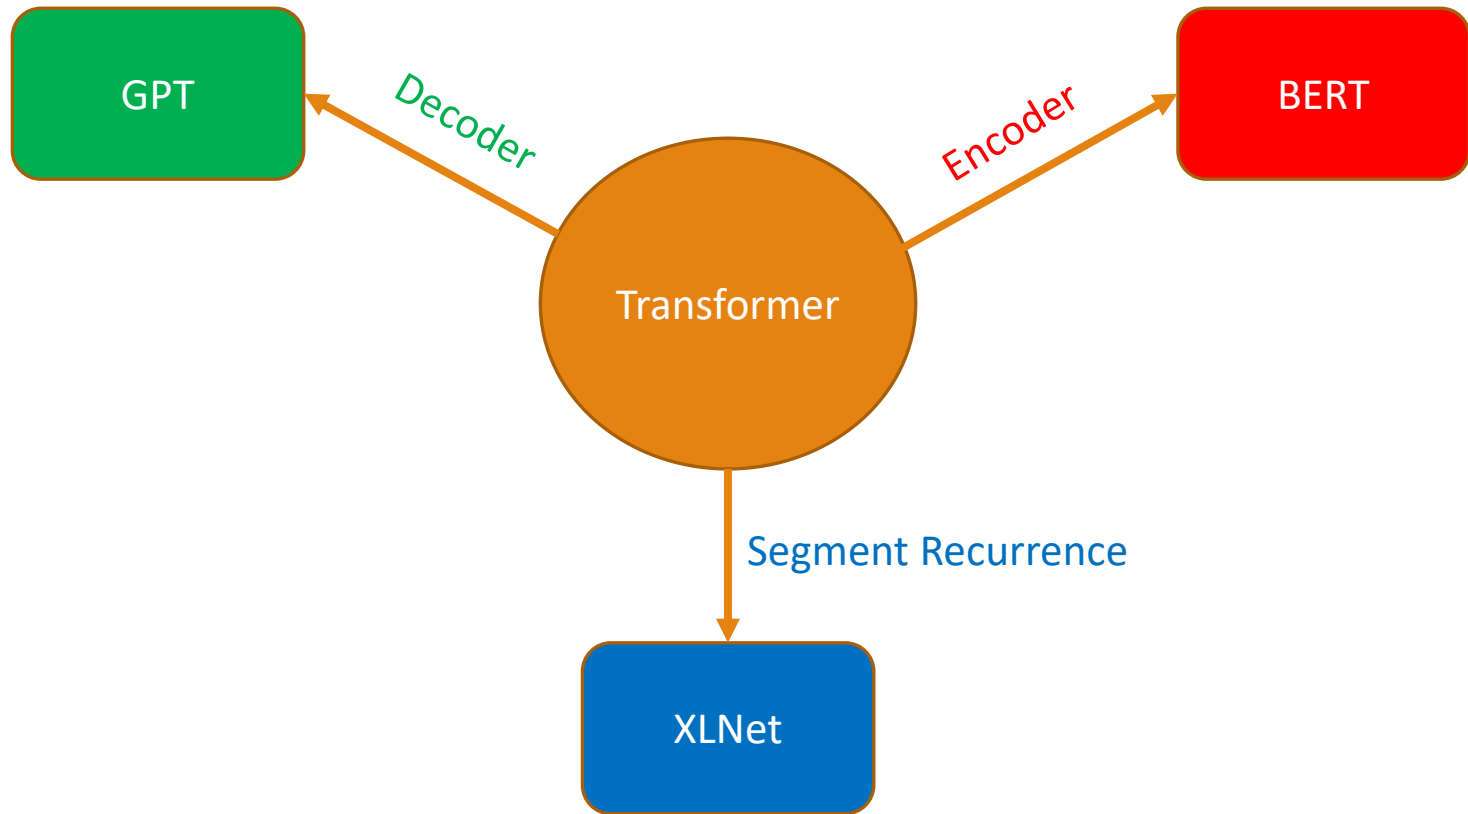 GPT
Decoder
Encoder
BERT
Transformer
Segment Recurrence
XLNet